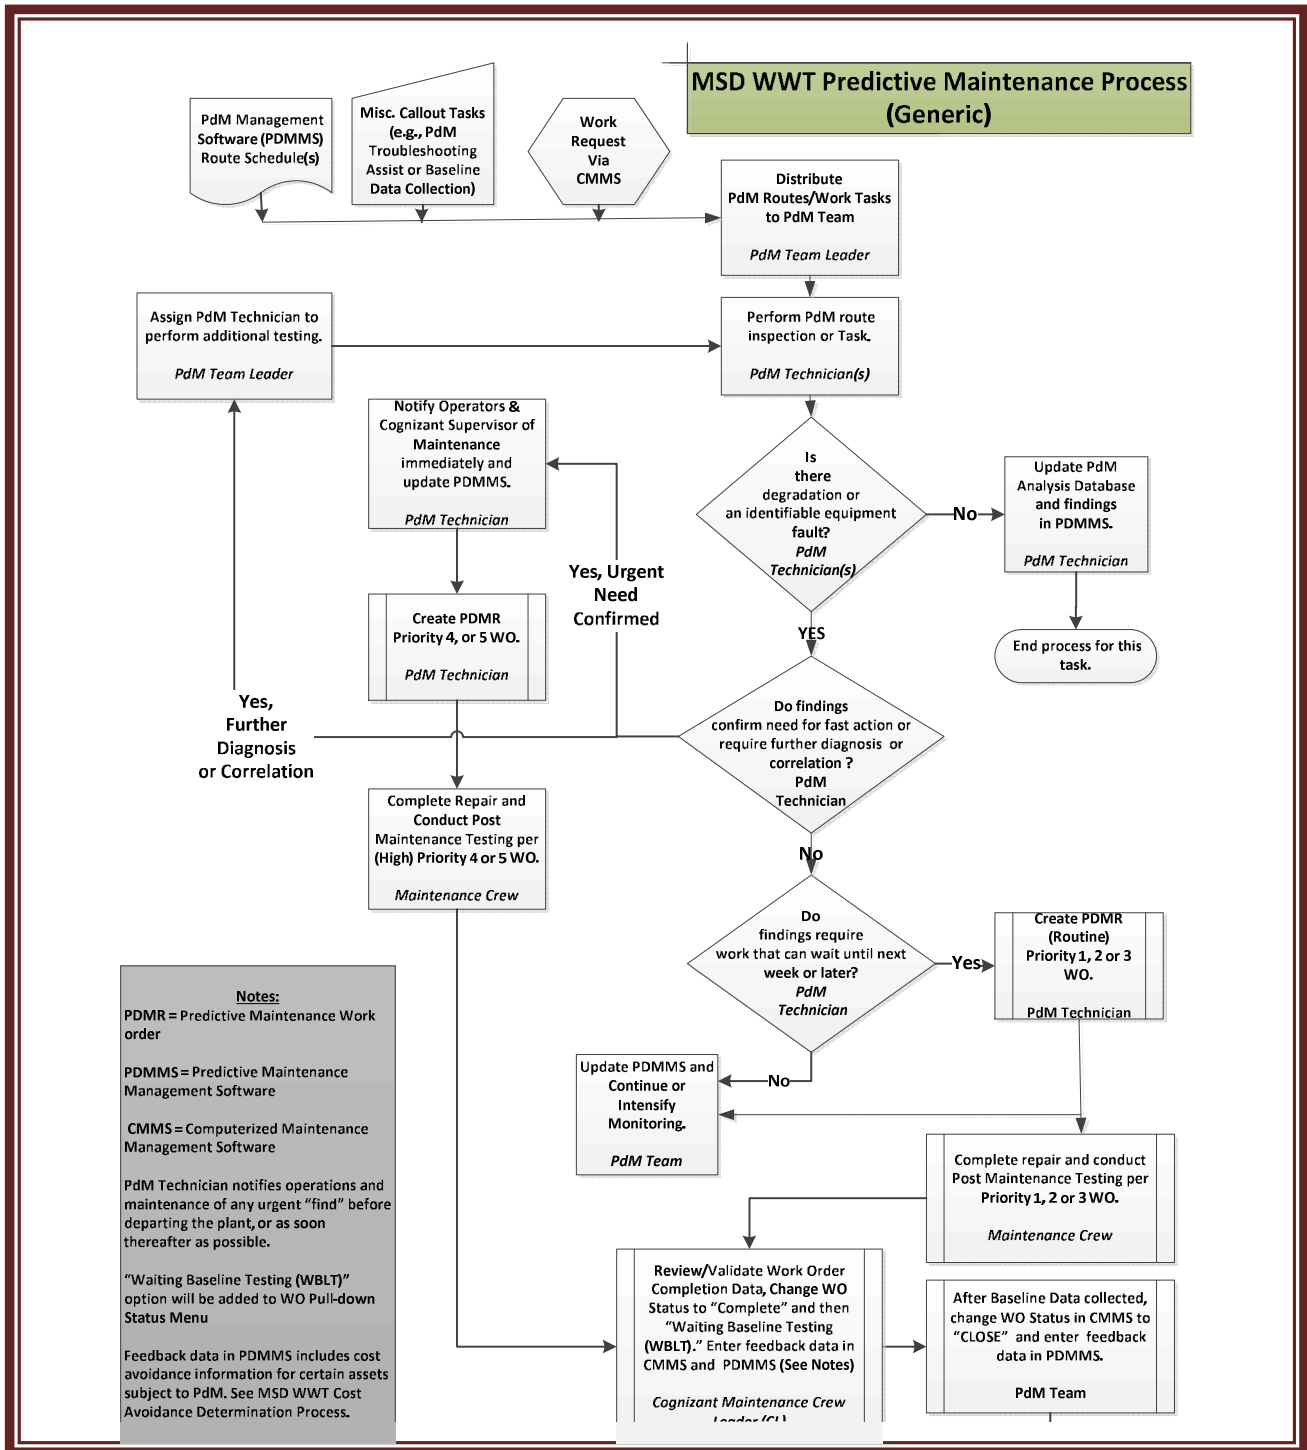 MSD WWT Predictive Maintenance Process
(Generic)
PdM Management
Software (PDMMS)
Route Schedule(s)
Misc. Callout Tasks
(e.g., PdM
Troubleshooting
Assist or Baseline
Data Collection)
Work
Request
Via
CMMS
Distribute
PdM Routes/Work Tasks
to PdM Team
PdM Team Leader
Assign PdM Technician to
perform additional testing.
PdM Team Leader
Perform PdM route
inspection or Task.
PdM Technician(s)
Notify Operators &
Cognizant Supervisor of
Maintenance
immediately and
update PDMMS.
PdM Technician
Is
there
degradation or
an identifiable equipment
fault?
PdM
Technician(s)
No
Update PdM
Analysis Database
and findings
in PDMMS.
PdM Technician
Yes, Urgent
Need
Confirmed
Create PDMR
Priority 4, or 5 WO.
PdM Technician
YES
End process for this
task.
Yes,
Further
Diagnosis
or Correlation
Do findings
confirm need for fast action or
require further diagnosis or
correlation ?
PdM
Technician
Complete Repair and
Conduct Post
Maintenance Testing per
(High) Priority 4 or 5 WO.
Maintenance Crew
No
Do
findings require
work that can wait until next
week or later?
PdM
Technician
Yes
Create PDMR
(Routine)
Priority 1, 2 or 3
WO.
PdM Technician
No
Update PDMMS and
Continue or
Intensify
Monitoring.
PdM Team
Complete repair and conduct
Post Maintenance Testing per
Priority 1, 2 or 3 WO.
Maintenance Crew
Notes:
PDMR = Predictive Maintenance Work
order
PDMMS = Predictive Maintenance
Management Software
CMMS = Computerized Maintenance
Management Software
PdM Technician notifies operations and
maintenance of any urgent “find” before
departing the plant, or as soon
thereafter as possible.
“Waiting Baseline Testing (WBLT)”
option will be added to WO Pull-down
Status Menu
Feedback data in PDMMS includes cost
avoidance information for certain assets
subject to PdM. See MSD WWT Cost
Avoidance Determination Process.
Review/Validate Work Order
Completion Data, Change WO
Status to “Complete” and then
“Waiting Baseline Testing
(WBLT).” Enter feedback data in
CMMS and PDMMS (See Notes)
Cognizant Maintenance Crew
Leader (CL)
After Baseline Data collected,
change WO Status in CMMS to
“CLOSE” and enter feedback
data in PDMMS.
PdM Team